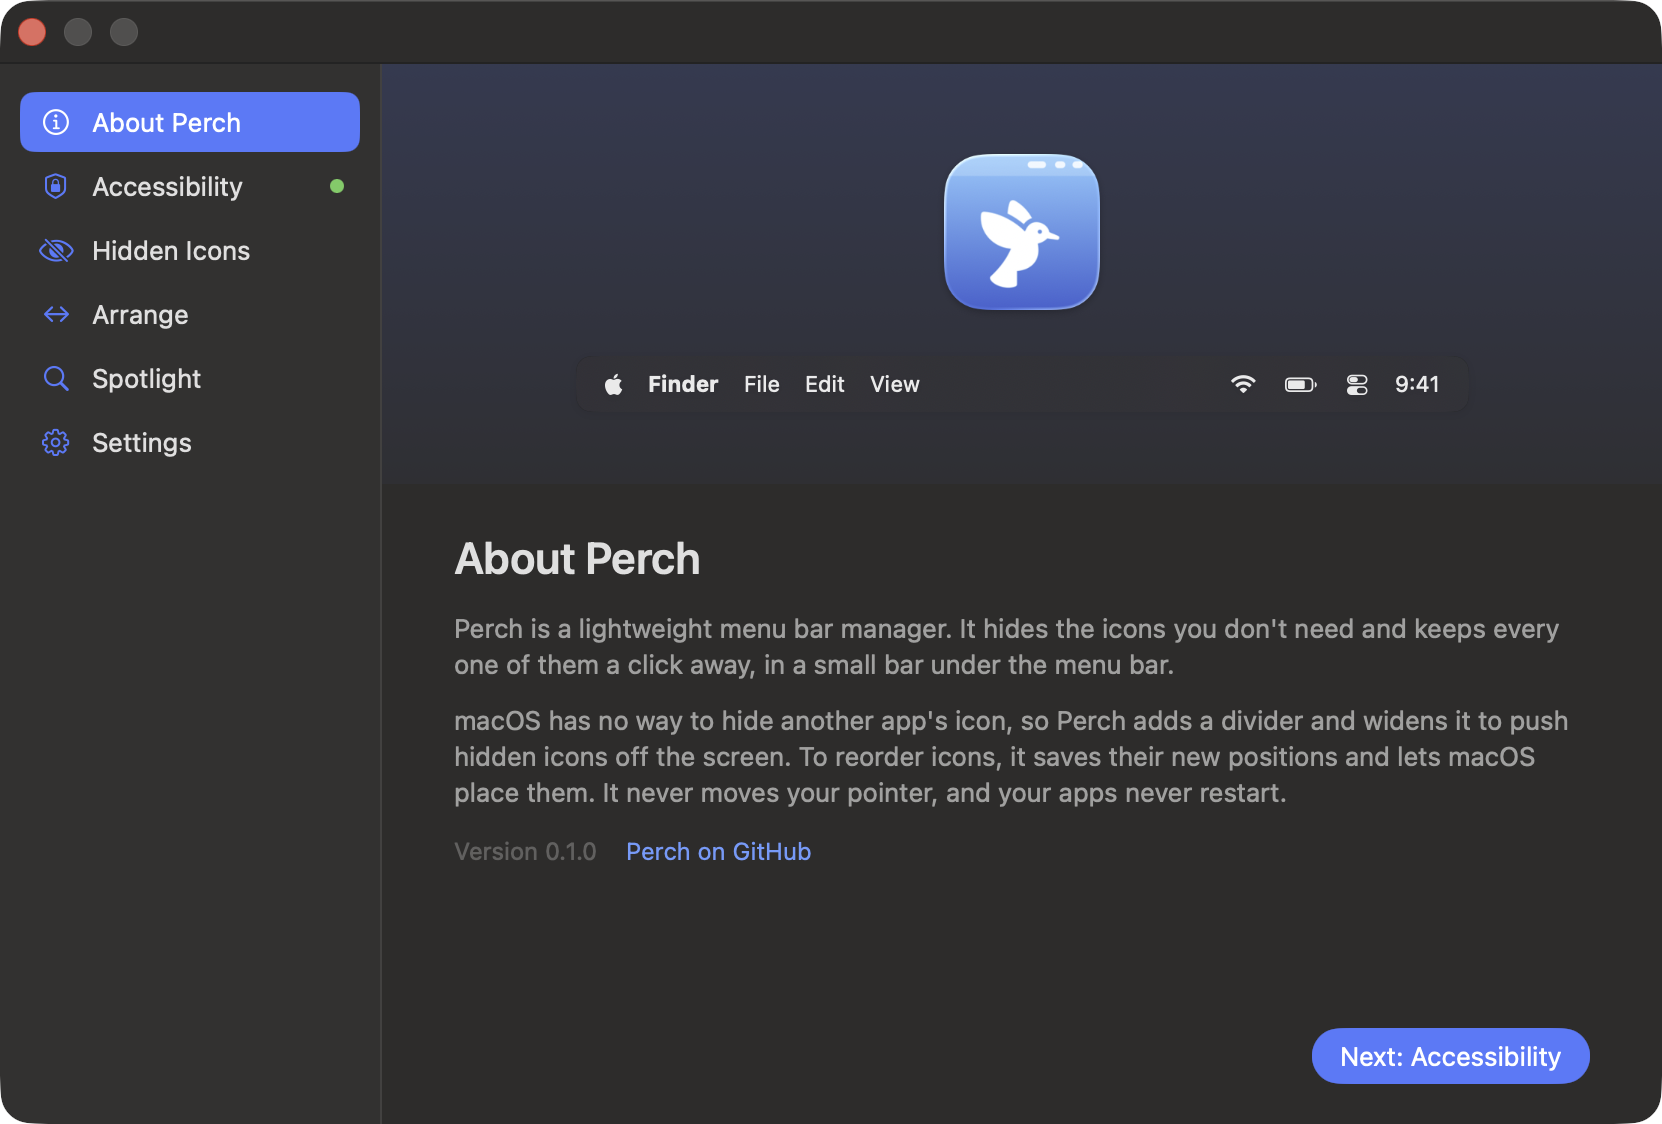 About Perch
Accessibility
Hidden Icons
Arrange
Spotlight
Settings
Finder File Edit View 9:41
About Perch
Perch is a lightweight menu bar manager. It hides the icons you don't need and keeps every
one of them a click away, in a small bar under the menu bar.
macOS has no way to hide another app's icon, so Perch adds a divider and widens it to push
hidden icons off the screen. To reorder icons, it saves their new positions and lets macOS
place them. It never moves your pointer, and your apps never restart.
Version 0.1.0 Perch on GitHub
Next: Accessibility